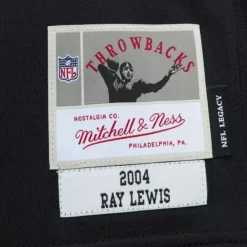 THROWBACKS
NFL
NOSTALGIA CO.
Mitchell & Ness
PHILADELPHIA, PA.
NFL LEGACY
2004
RAY LEWIS